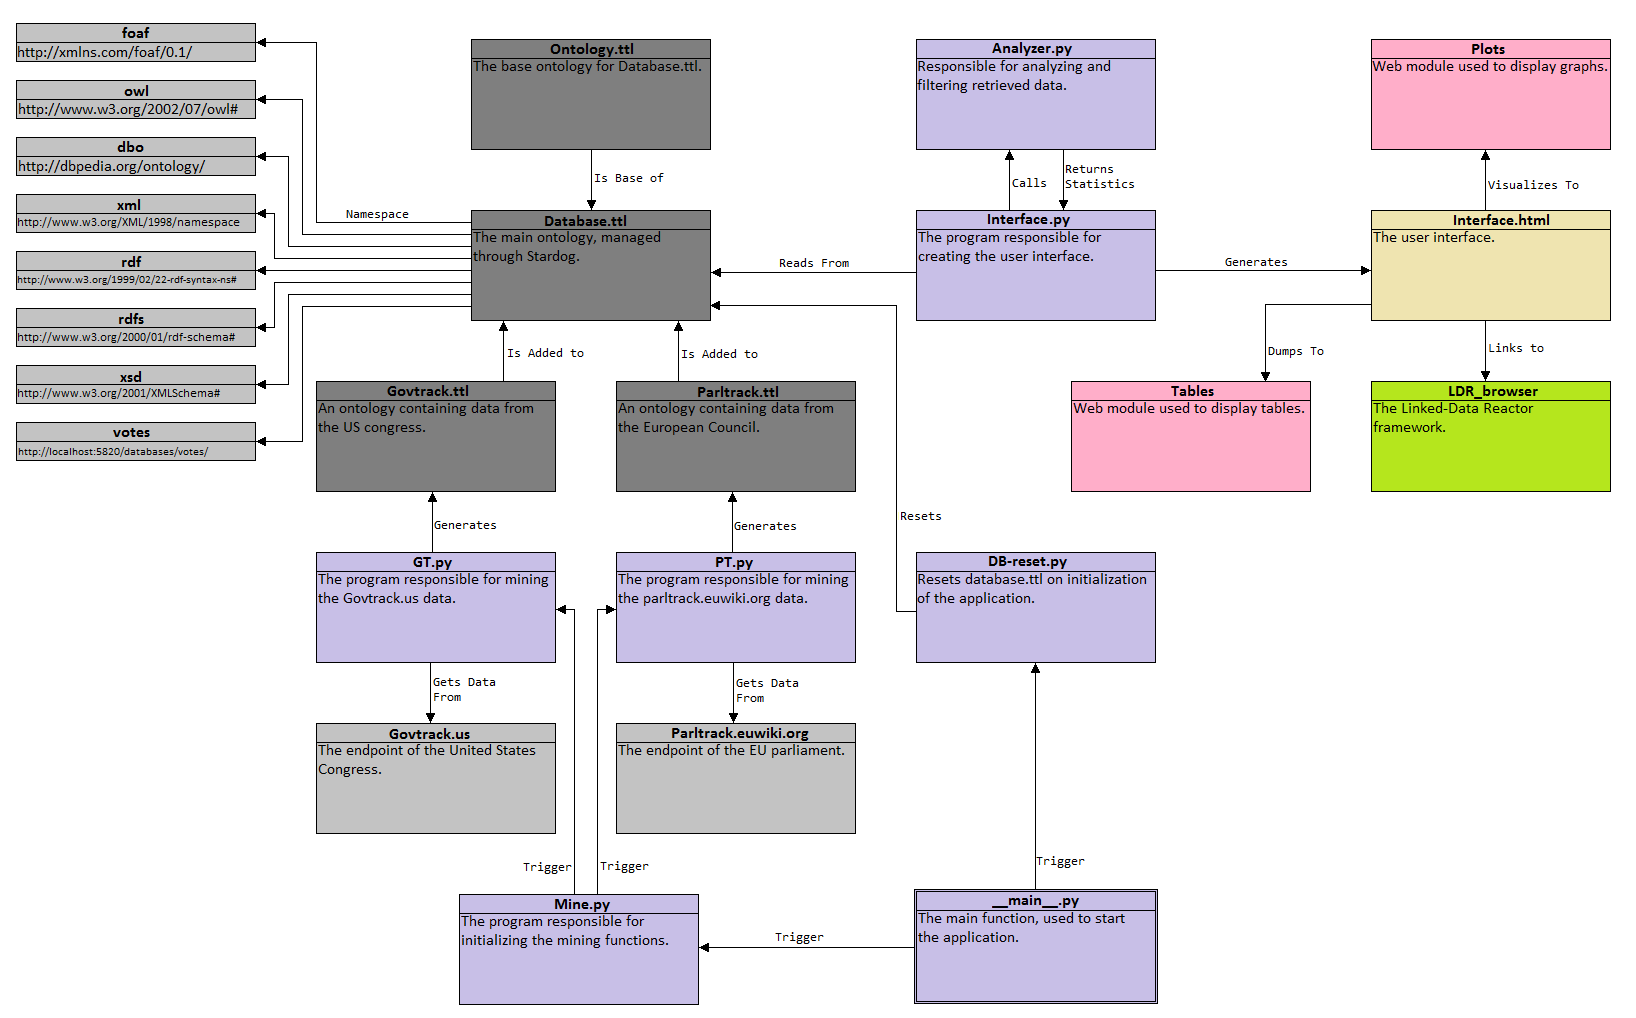 foaf
http://xmlns.com/foaf/0.1/
owl
http://www.w3.org/2002/07/owl#
dbo
http://dbpedia.org/ontology/
xml
http://www.w3.org/XML/1998/namespace
rdf
http://www.w3.org/1999/02/22-rdf-syntax-ns#
rdfs
http://www.w3.org/2000/01/rdf-schema#
xsd
http://www.w3.org/2001/XMLSchema#
votes
http://localhost:5820/databases/votes/
Namespace
Ontology.ttl
The base ontology for Database.ttl.
Is Base of
Database.ttl
The main ontology, managed
through Stardog.
Reads From
Analyzer.py
Responsible for analyzing and
filtering retrieved data.
Calls
Returns
Statistics
Interface.py
The program responsible for
creating the user interface.
Generates
Plots
Web module used to display graphs.
Visualizes To
Interface.html
The user interface.
Dumps To
Links to
Tables
Web module used to display tables.
LDR_browser
The Linked-Data Reactor
framework.
Is Added to
Is Added to
Govtrack.ttl
An ontology containing data from
the US congress.
Parltrack.ttl
An ontology containing data from
the European Council.
Generates
Generates
Resets
GT.py
The program responsible for mining
the Govtrack.us data.
PT.py
The program responsible for mining
the parltrack.euwiki.org data.
DB-reset.py
Resets database.ttl on initialization
of the application.
Gets Data
From
Gets Data
From
Govtrack.us
The endpoint of the United States
Congress.
Parltrack.euwiki.org
The endpoint of the EU parliament.
Trigger
Trigger
Trigger
Mine.py
The program responsible for
initializing the mining functions.
Trigger
__main__.py
The main function, used to start
the application.